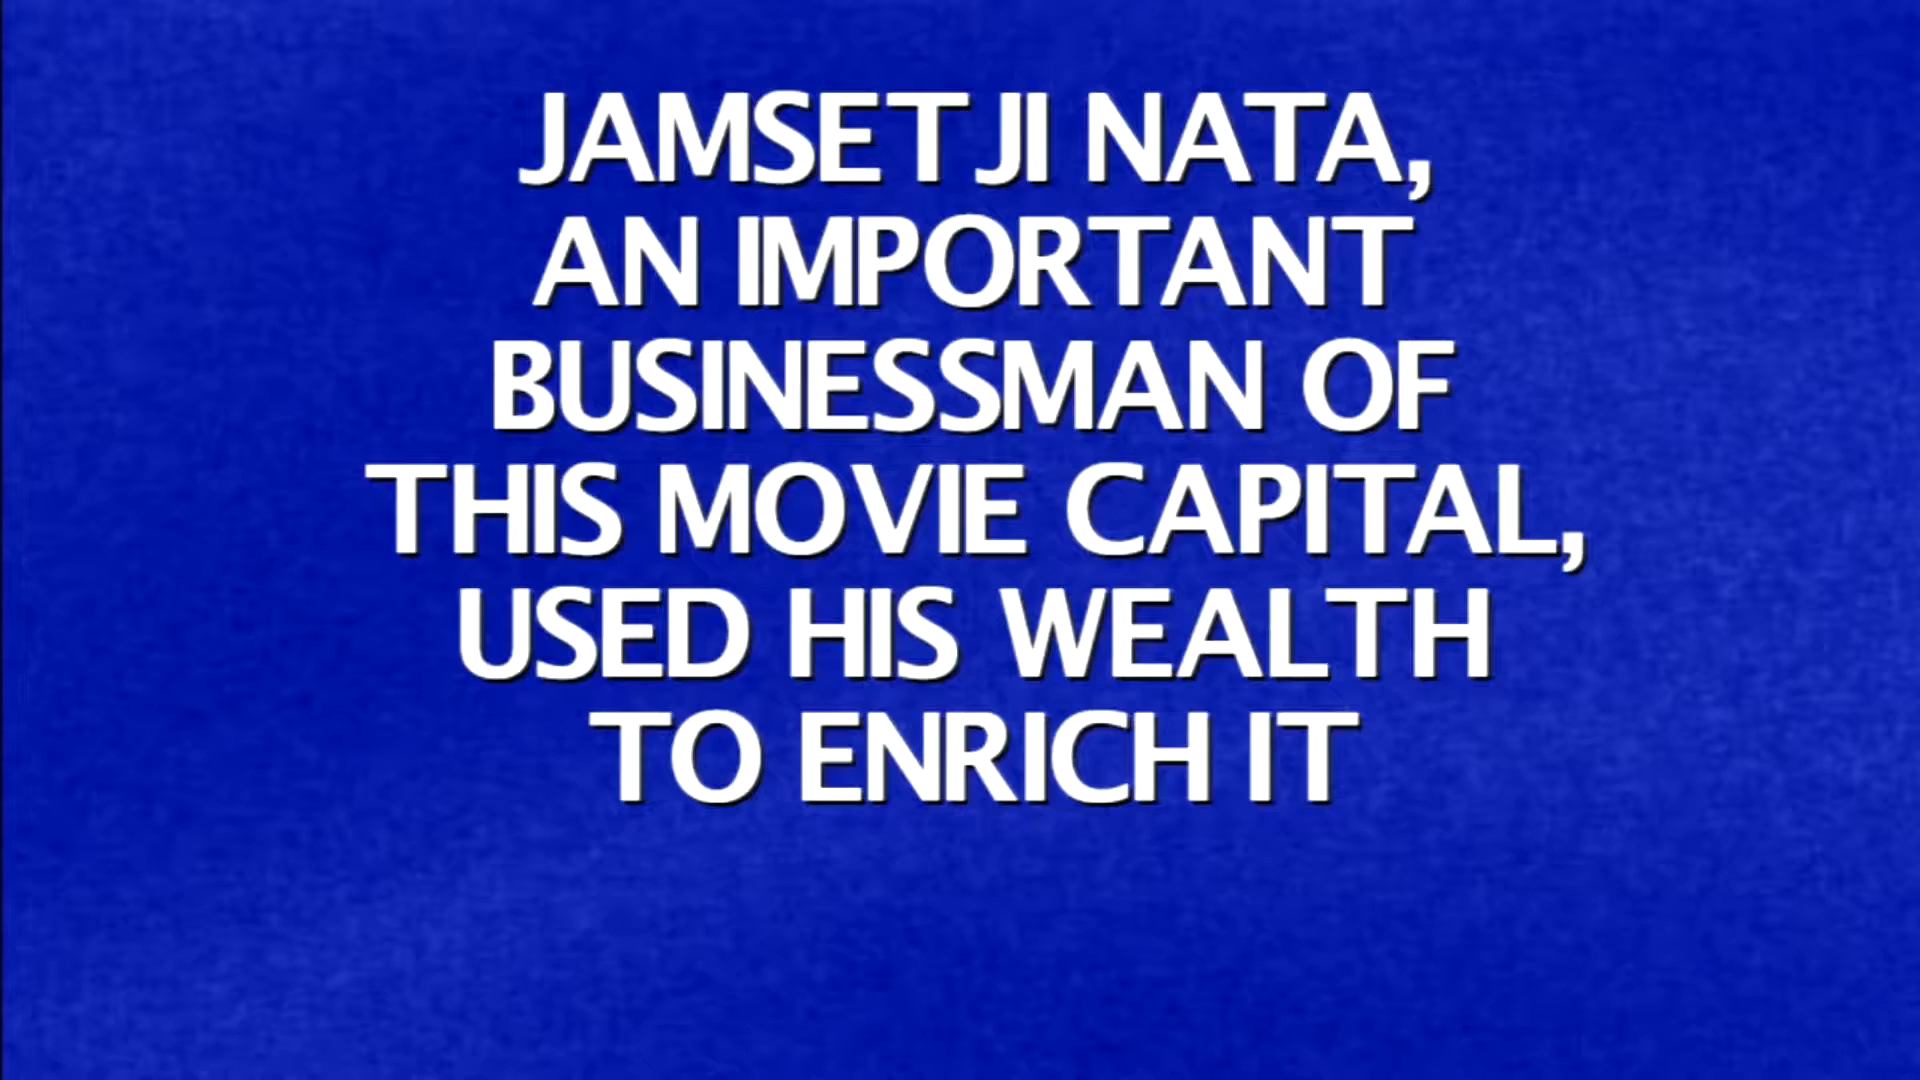 JAMSETJI NATA,
AN IMPORTANT
BUSINESSMAN OF
THIS MOVIE CAPITAL,
USED HIS WEALTH
TO ENRICH IT